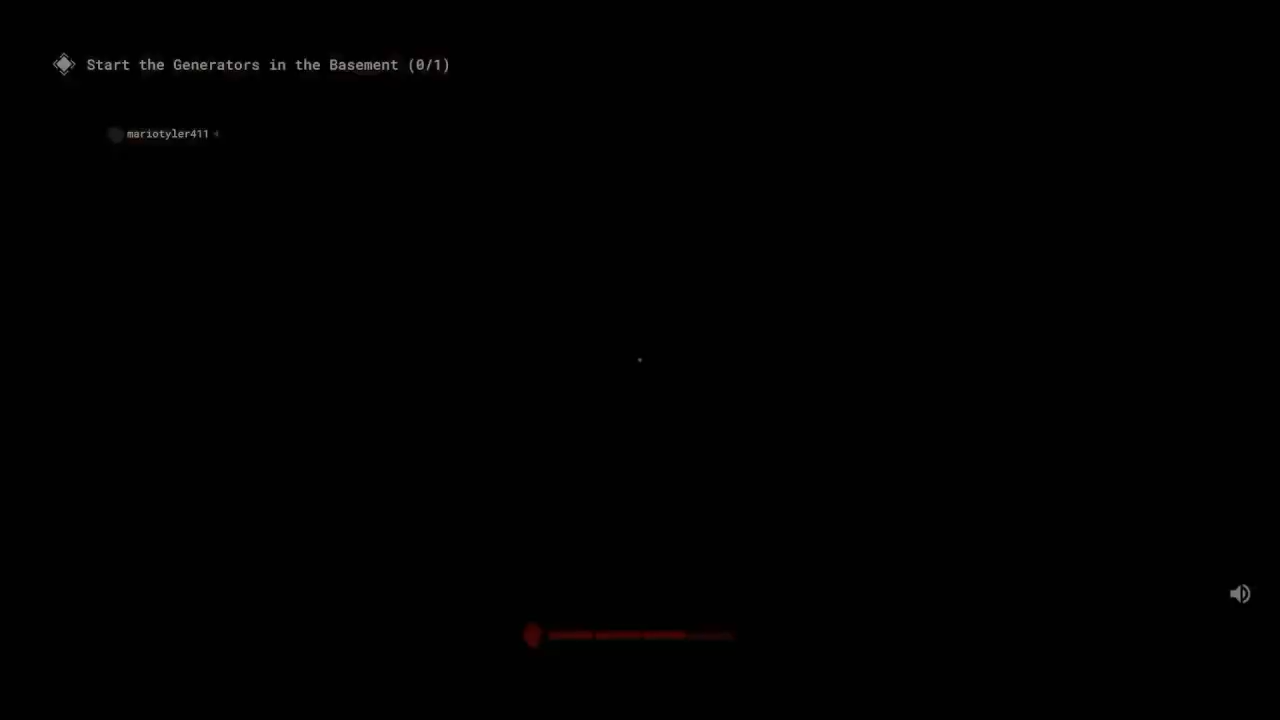 Start the Generators in the Basement (0/1)
mariotyler411